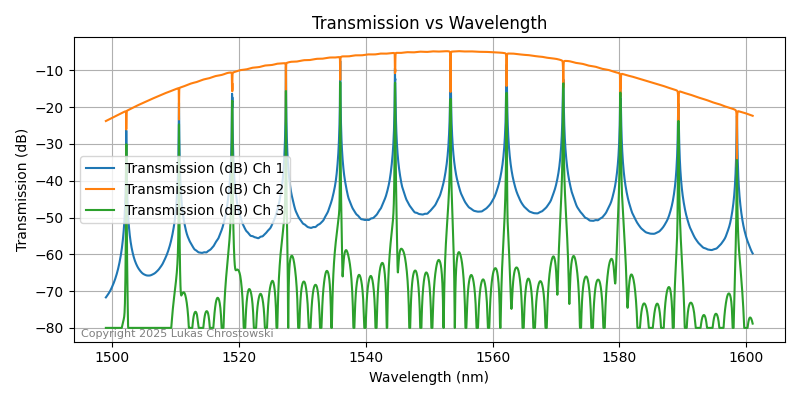 Transmission vs Wavelength
Transmission (dB)
−10
−20
−30
−40
−50
−60
−70
−80
Transmission (dB) Ch 1
Transmission (dB) Ch 2
Transmission (dB) Ch 3
Copyright 2025 Lukas Chrostowski
1500
1520
1540
1560
1580
1600
Wavelength (nm)